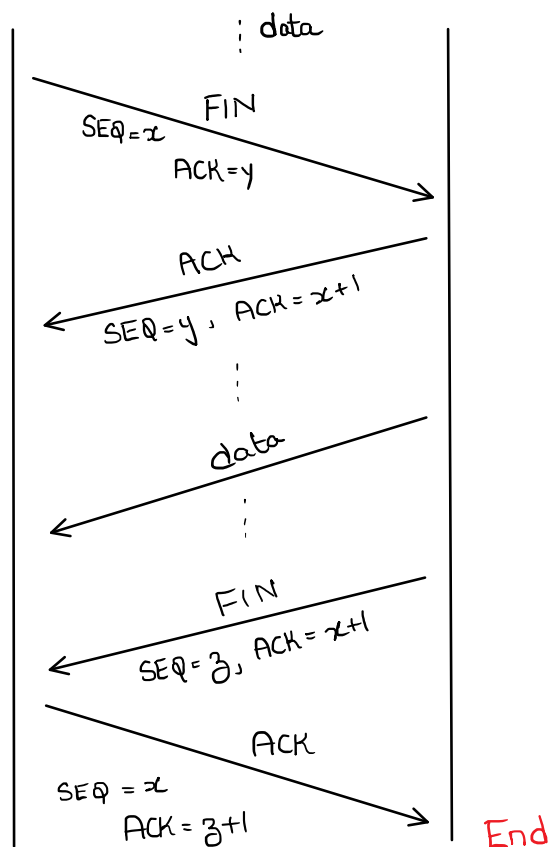 data
FIN
SEQ=x
ACK=y
ACK
SEQ=y, ACK=x+1
data
FIN
SEQ=z, ACK=x+1
ACK
SEQ=x
ACK=z+1
End